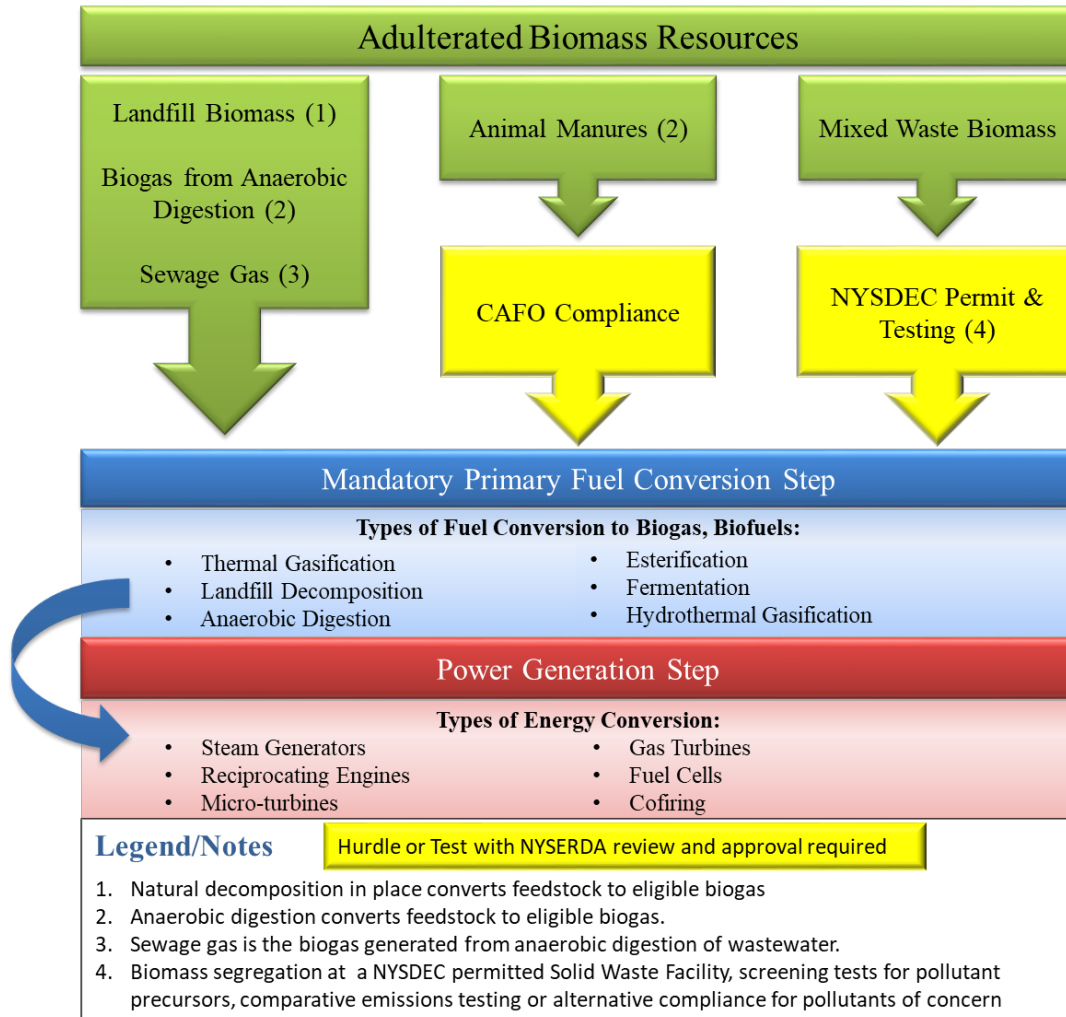 Adulterated Biomass Resources
Landfill Biomass (1)
Biogas from Anaerobic
Digestion (2)
Sewage Gas (3)
Animal Manures (2)
Mixed Waste Biomass
CAFO Compliance
NYSDEC Permit &
Testing (4)
Mandatory Primary Fuel Conversion Step
Types of Fuel Conversion to Biogas, Biofuels:
• Thermal Gasification
• Landfill Decomposition
• Anaerobic Digestion
• Esterification
• Fermentation
• Hydrothermal Gasification
Power Generation Step
Types of Energy Conversion:
• Steam Generators
• Reciprocating Engines
• Micro-turbines
• Gas Turbines
• Fuel Cells
• Cofiring
Legend/Notes
Hurdle or Test with NYSERDA review and approval required
1. Natural decomposition in place converts feedstock to eligible biogas
2. Anaerobic digestion converts feedstock to eligible biogas.
3. Sewage gas is the biogas generated from anaerobic digestion of wastewater.
4. Biomass segregation at a NYSDEC permitted Solid Waste Facility, screening tests for pollutant
precursors, comparative emissions testing or alternative compliance for pollutants of concern